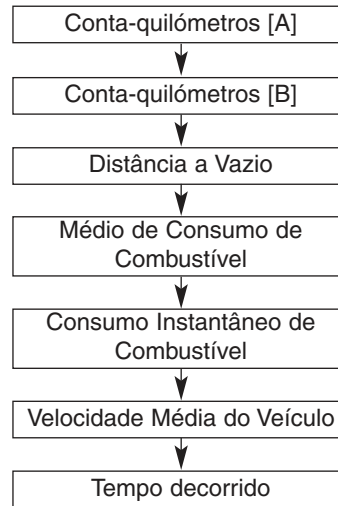 Conta-quilómetros [A]
Conta-quilómetros [B]
Distância a Vazio
Médio de Consumo de
Combustível
Consumo Instantâneo de
Combustível
Velocidade Média do Veículo
Tempo decorrido